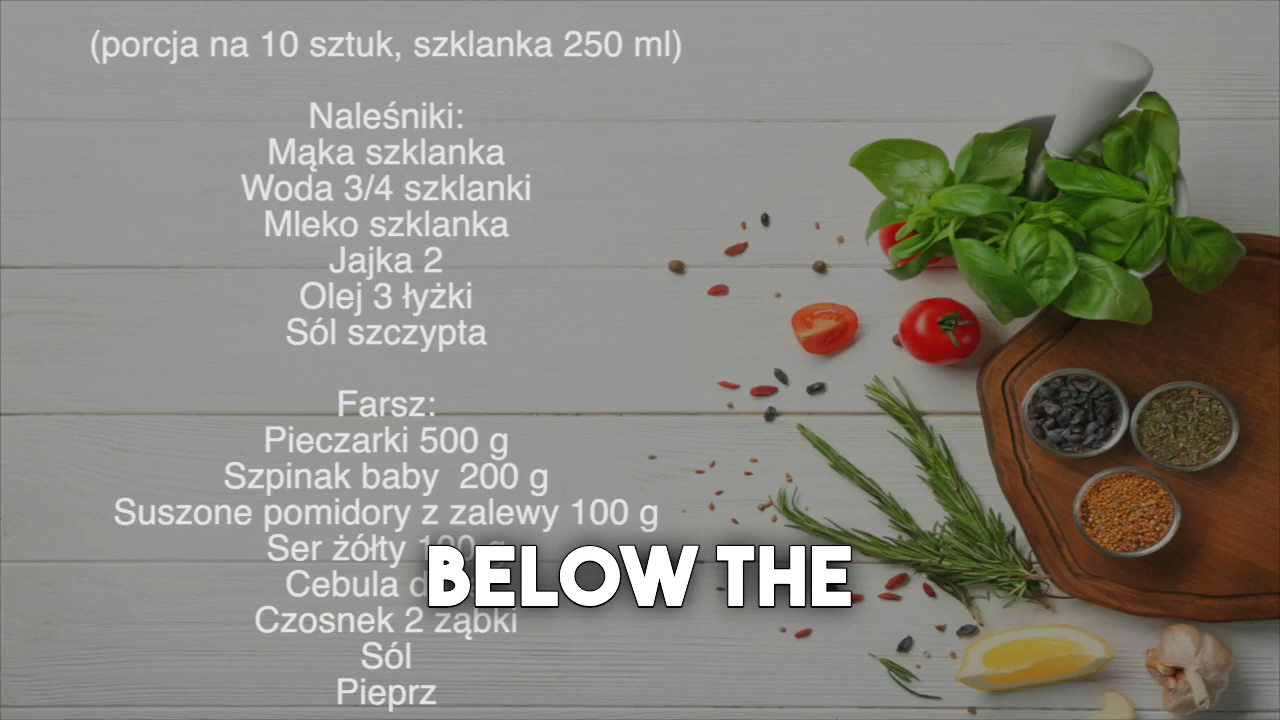 (porcja na 10 sztuk, szklanka 250 ml)
Naleśniki:
Mąka szklanka
Woda 3/4 szklanki
Mleko szklanka
Jajka 2
Olej 3 łyżki
Sól szczypta
Farsz:
Pieczarki 500 g
Szpinak baby  200 g
Suszone pomidory z zalewy 100 g
Ser żółty 100 g
Cebula
BELOW THE
Czosnek 2 ząbki
Sól
Pieprz